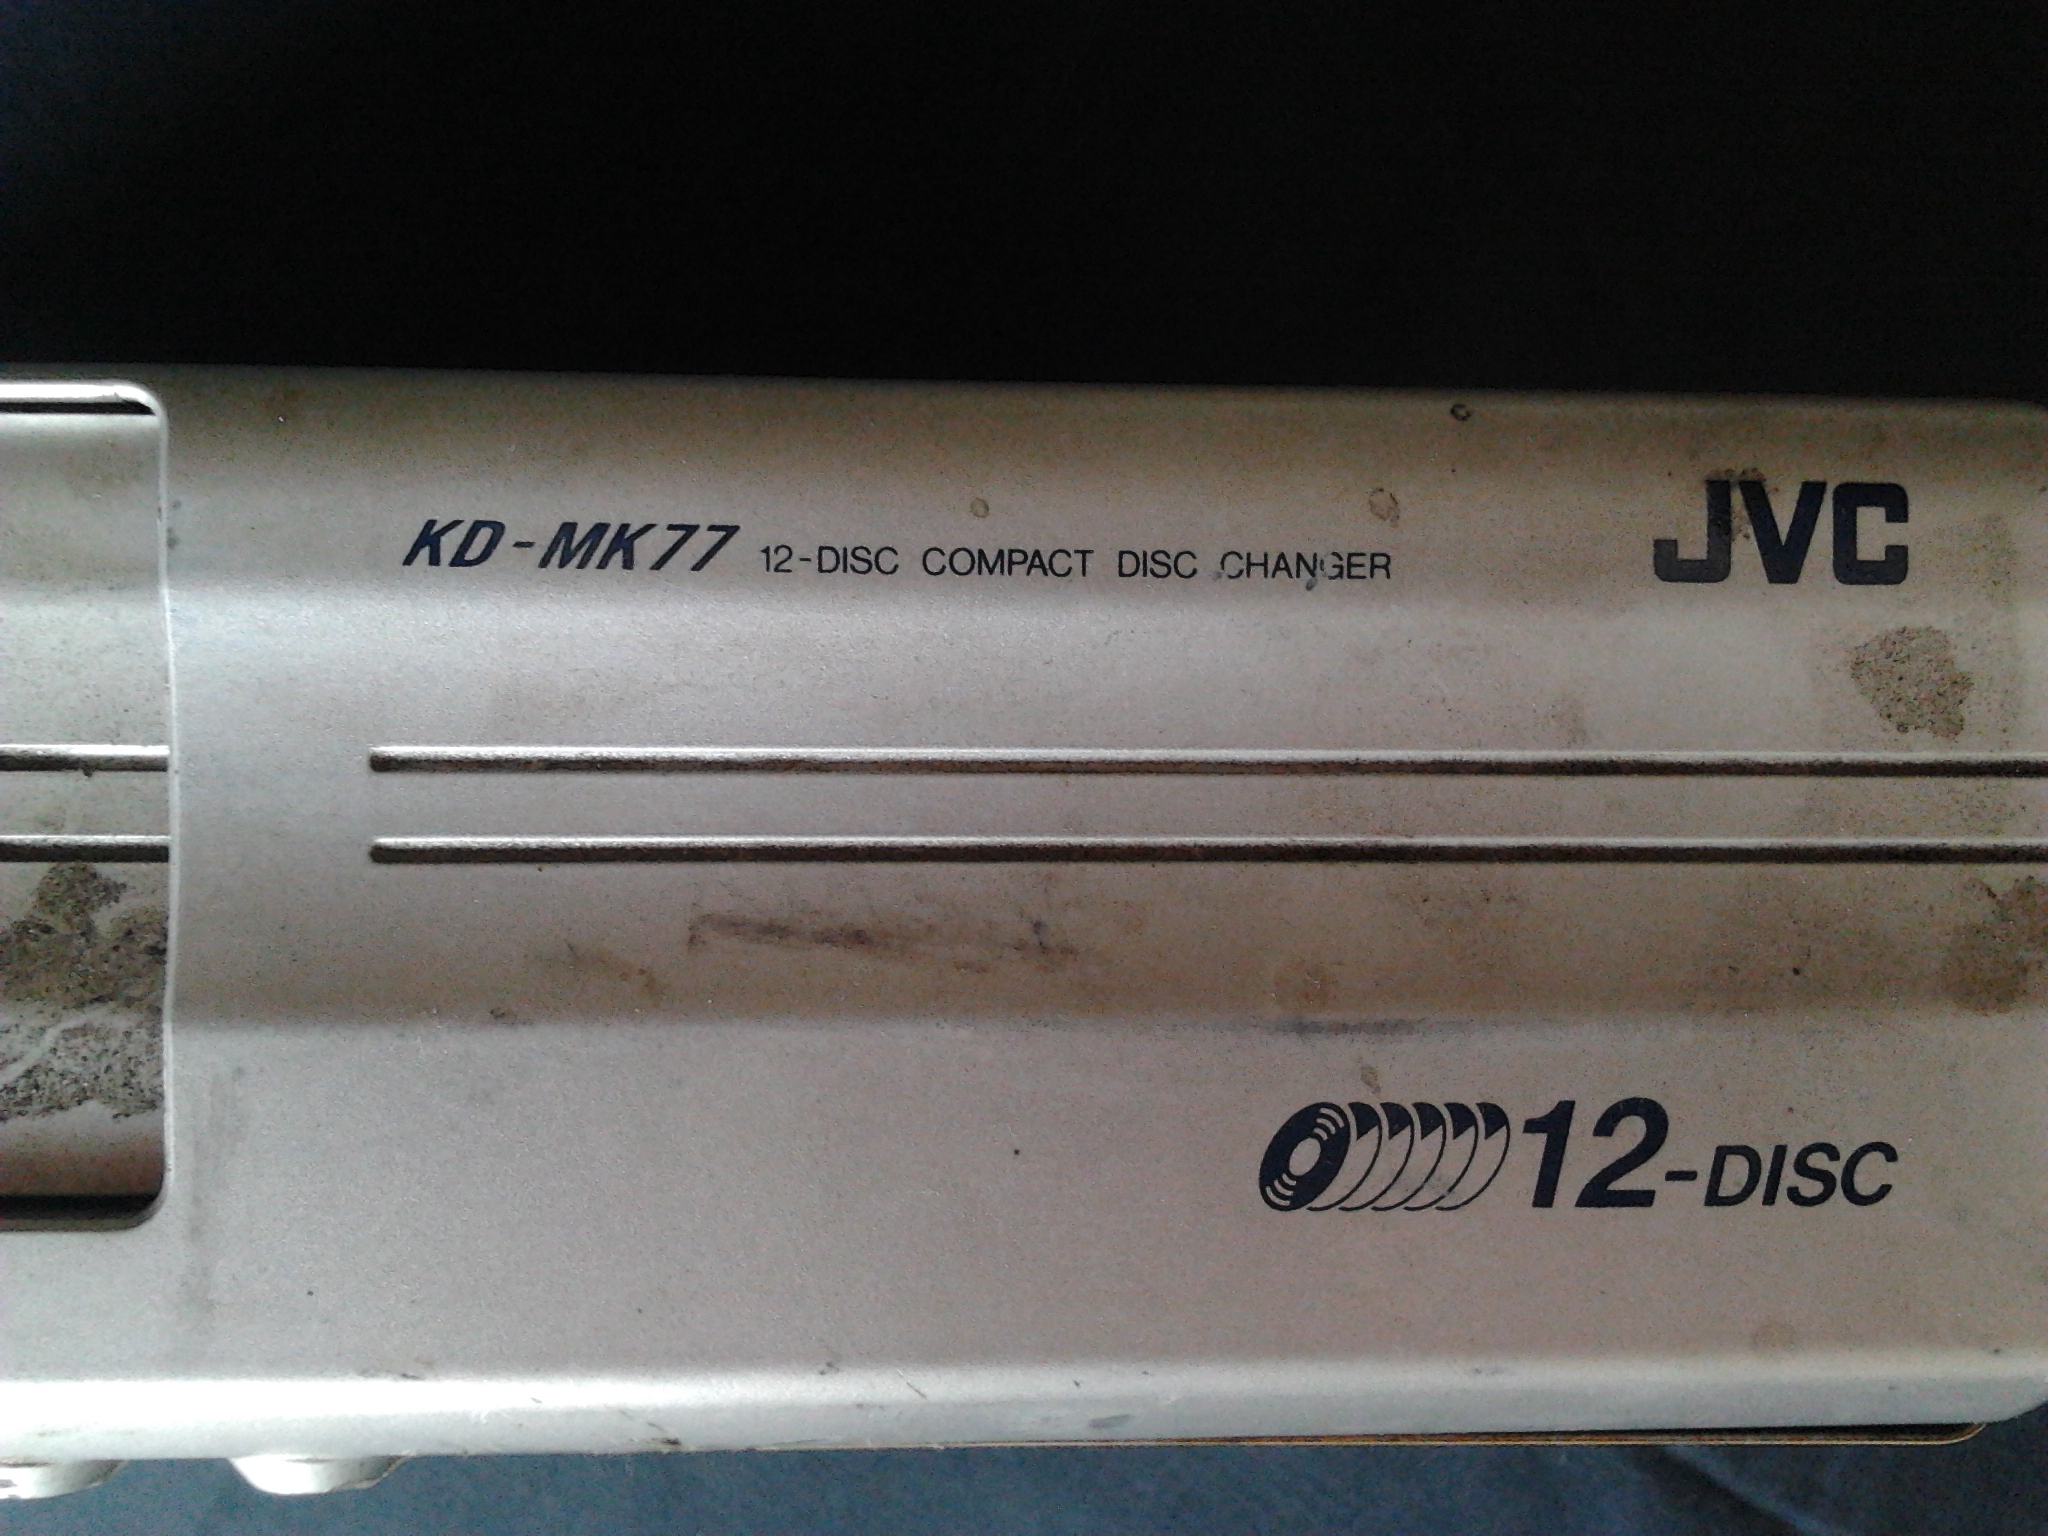 KD-MK77 12-DISC COMPACT DISC CHANGER
JVC
12-DISC